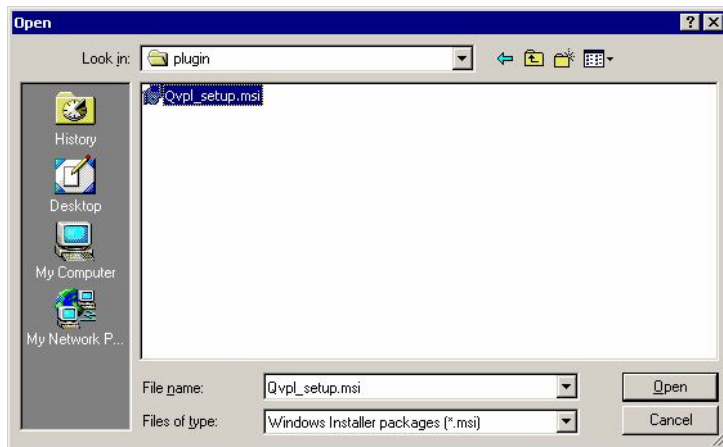 Open
Look in: plugin
Qvpl_setup.msi
History
Desktop
My Computer
My Network P...
File name: Qvpl_setup.msi Open
Files of type: Windows Installer packages (*.msi) Cancel